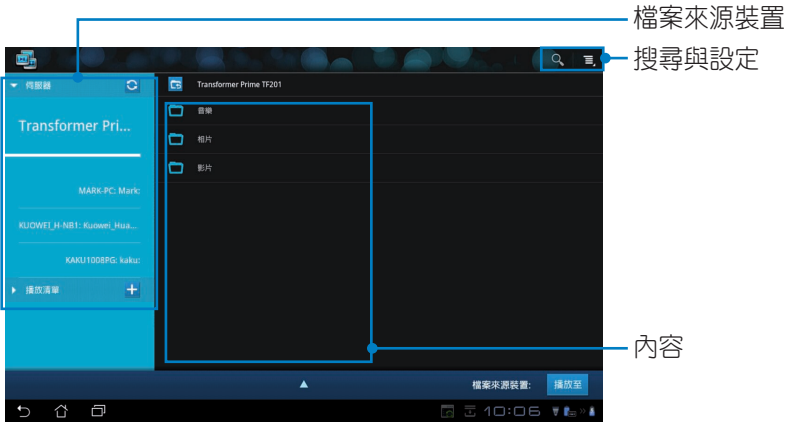 檔案來源裝置
搜尋與設定
伺服器
Transformer Prime TF201
音樂
Transformer Pri...
相片
影片
MARK-PC: Mark:
KUOWEI_H-NB1: Kuowei_Hua...
KAKU1008PG: kaku:
播放清單
內容
檔案來源裝置:
播放至
10:06